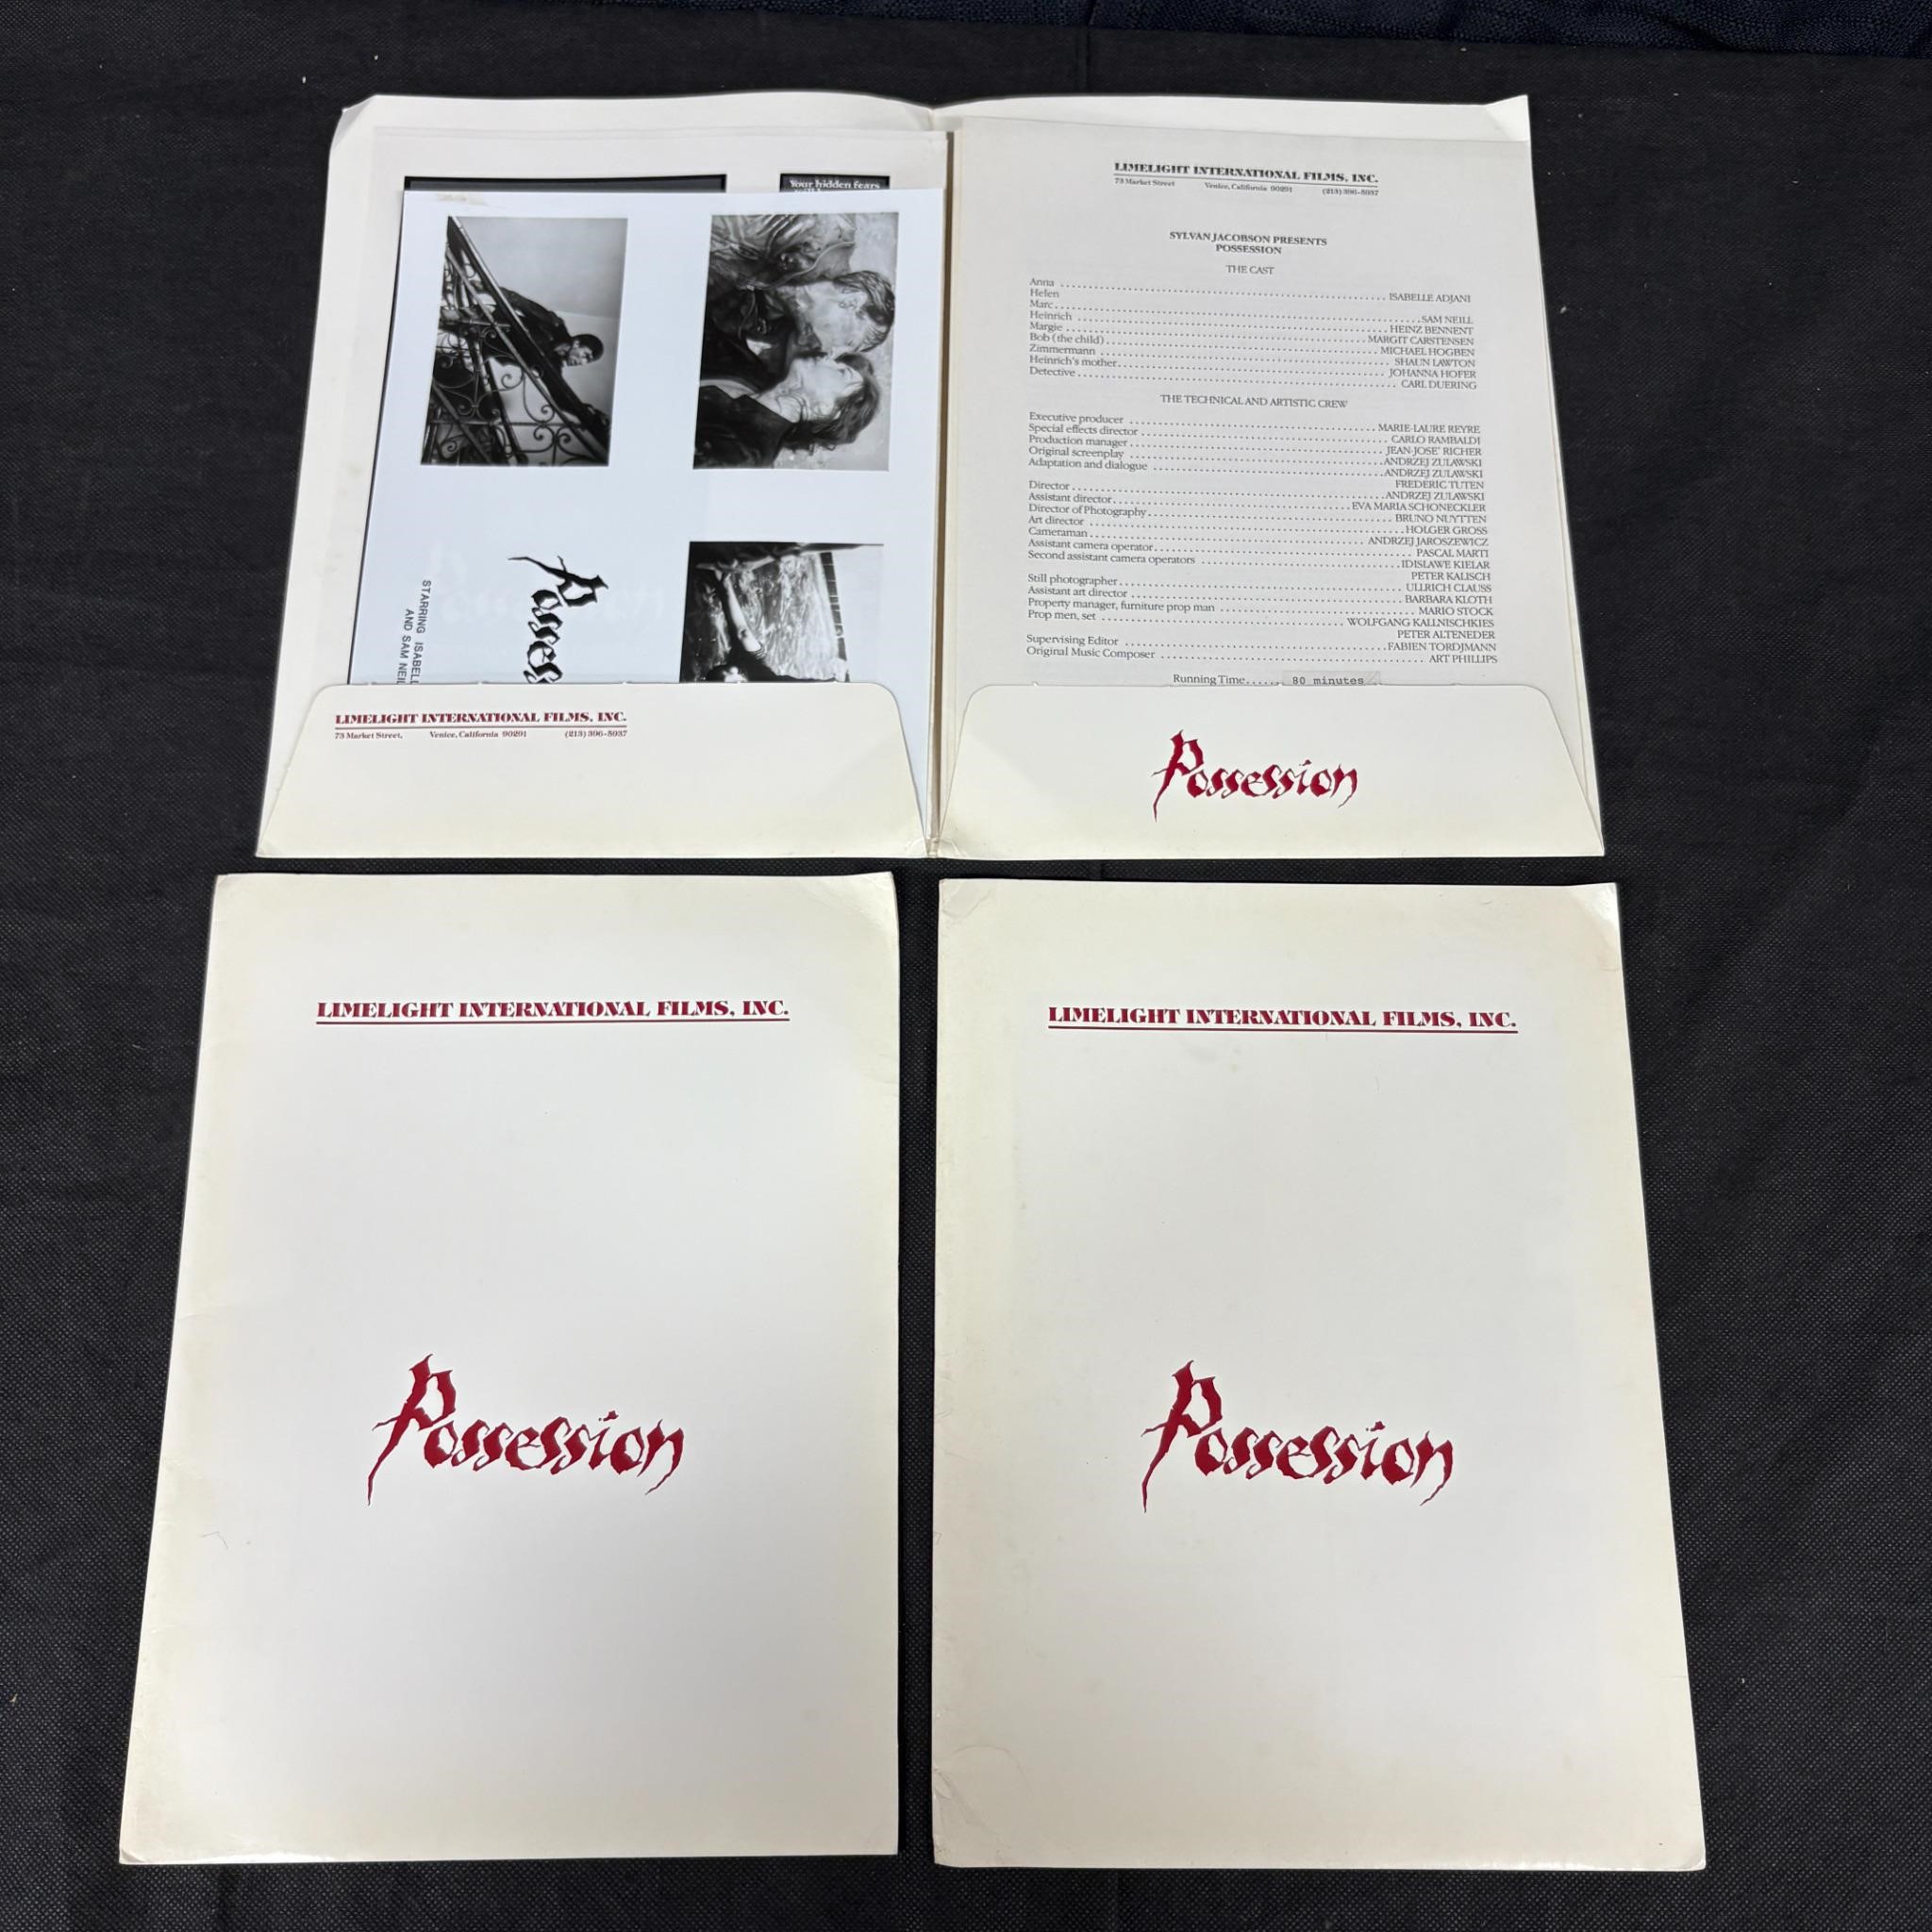 Your hidden fears
STARRING ISABELL
AND SAM NEIL
Posses
LIMELIGHT INTERNATIONAL FILMS, INC.
73 Market Street, Venice, California 90291 (213) 396-5937
LIMELIGHT INTERNATIONAL FILMS, INC.
73 Market Street Venice, California 90291 (213) 396-5937
SYLVAN JACOBSON PRESENTS
POSSESSION
THE CAST
Anna ISABELLE ADJANI
Helen
Marc SAM NEILL
Heinrich HEINZ BENNENT
Margie MARGIT CARSTENSEN
Bob (the child) MICHAEL HOGBEN
Zimmermann SHAUN LAWTON
Heinrich's mother JOHANNA HOFER
Detective CARL DUERING
THE TECHNICAL AND ARTISTIC CREW
Executive producer MARIE-LAURE REYRE
Special effects director CARLO RAMBALDI
Production manager JEAN-JOSE' RICHER
Original screenplay ANDRZEJ ZULAWSKI
Adaptation and dialogue ANDRZEJ ZULAWSKI
FREDERIC TUTEN
Director ANDRZEJ ZULAWSKI
Assistant director EVA MARIA SCHONECKLER
Director of Photography BRUNO NUYTTEN
Art director HOLGER GROSS
Cameraman ANDRZEJ JAROSZEWICZ
Assistant camera operator PASCAL MARTI
Second assistant camera operators IDISLAWE KIELAR
PETER KALISCH
Still photographer ULLRICH CLAUSS
Assistant art director BARBARA KLOTH
Property manager, furniture prop man MARIO STOCK
Prop men, set WOLFGANG KALLNISCHKIES
PETER ALTENEDER
Supervising Editor FABIEN TORDJMANN
Original Music Composer ART PHILLIPS
Running Time..... 80 minutes
Possession
LIMELIGHT INTERNATIONAL FILMS, INC.
Possession
LIMELIGHT INTERNATIONAL FILMS, INC.
Possession